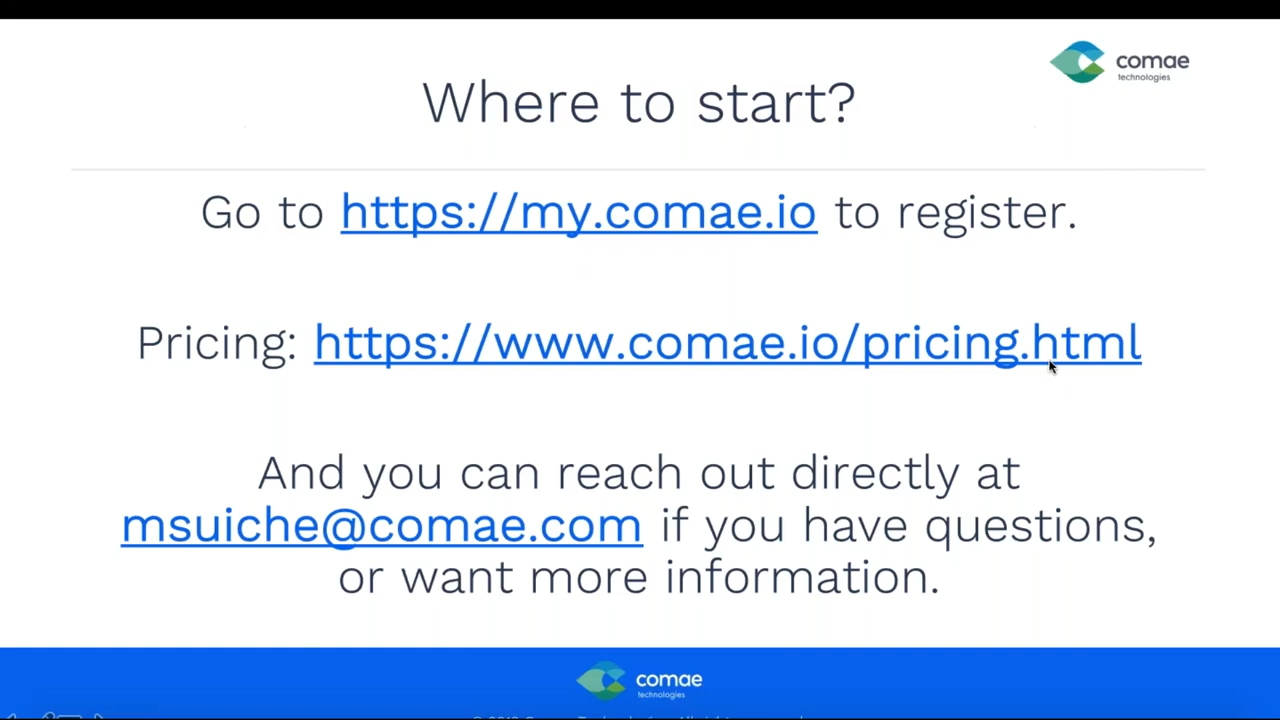 comae
technologies
Where to start?
Go to https://my.comae.io to register.
Pricing: https://www.comae.io/pricing.html
And you can reach out directly at
msuiche@comae.com if you have questions,
or want more information.
comae
technologies